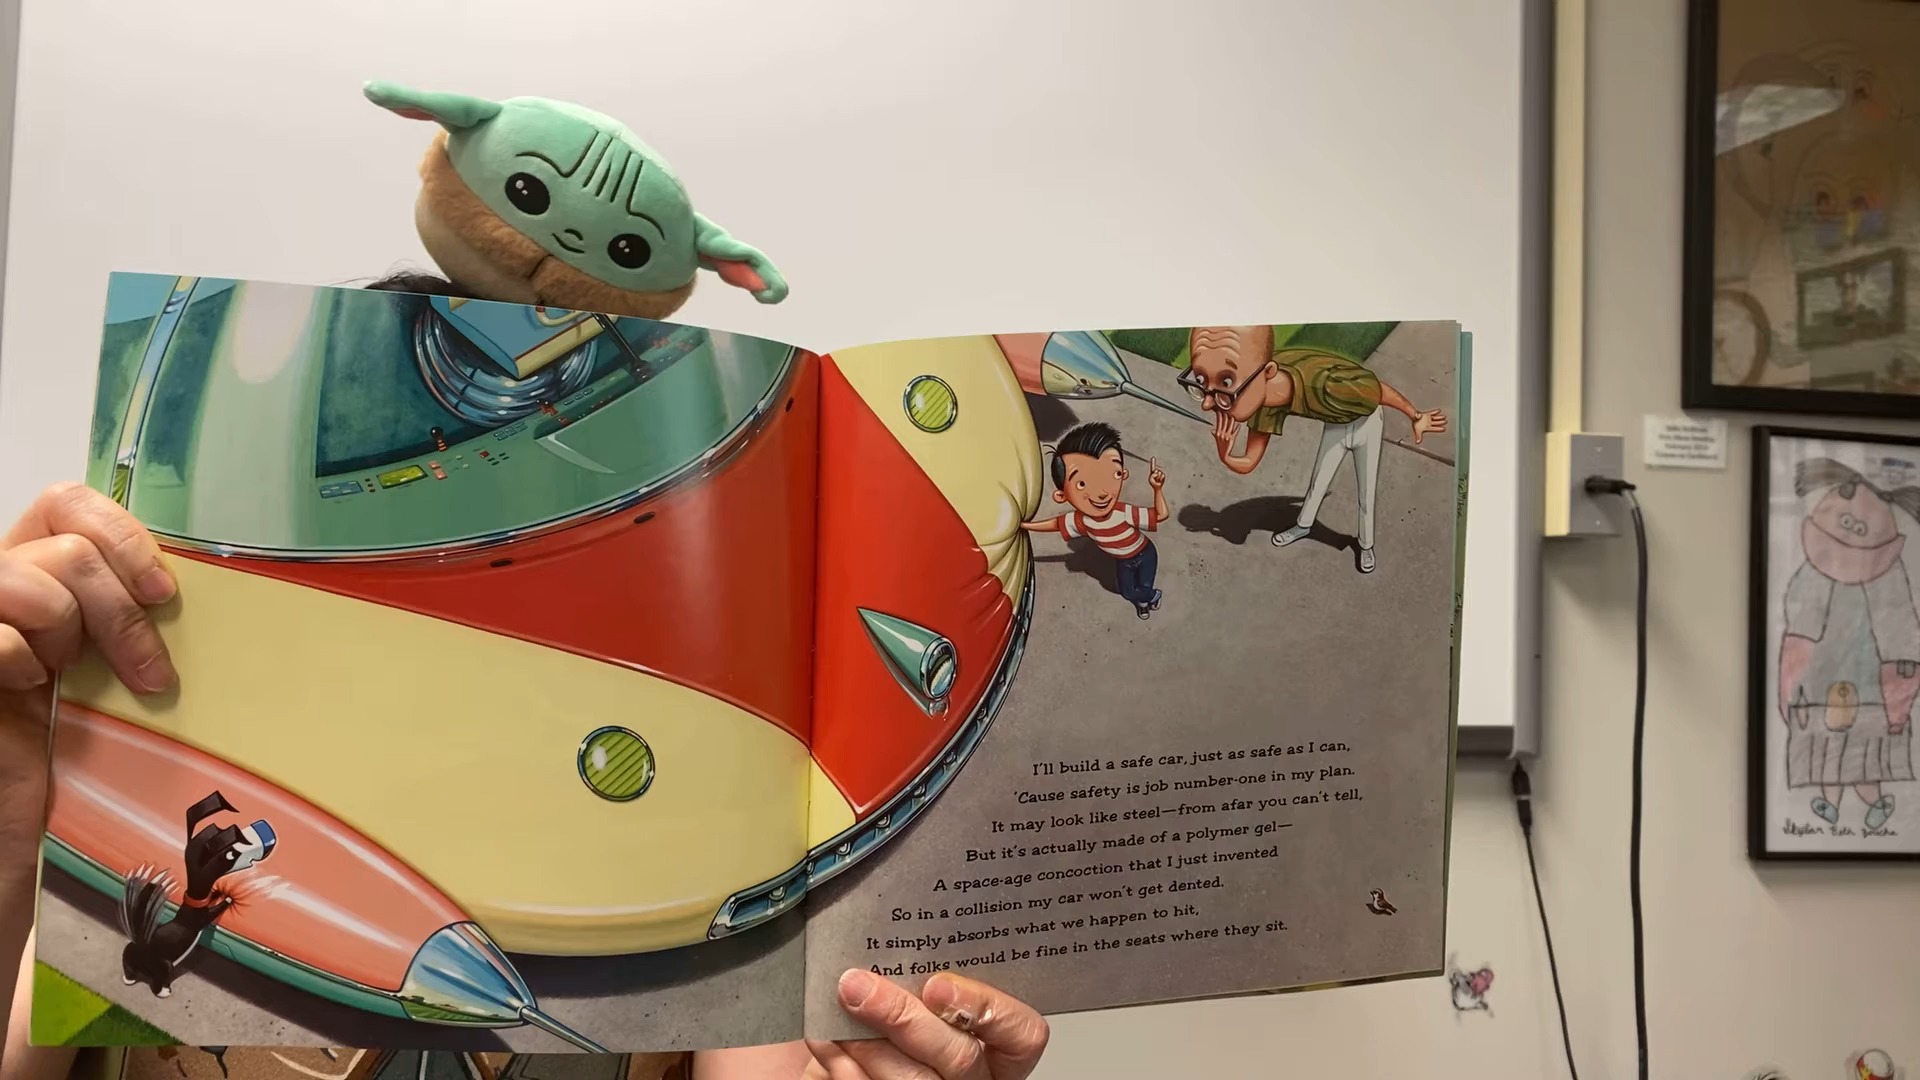 I'll build a safe car, just as safe as I can,
'Cause safety is job number-one in my plan.
It may look like steel—from afar you can't tell,
But it's actually made of a polymer gel—
A space-age concoction that I just invented
So in a collision my car won't get dented.
It simply absorbs what we happen to hit,
And folks would be fine in the seats where they sit.
Skylar Beth